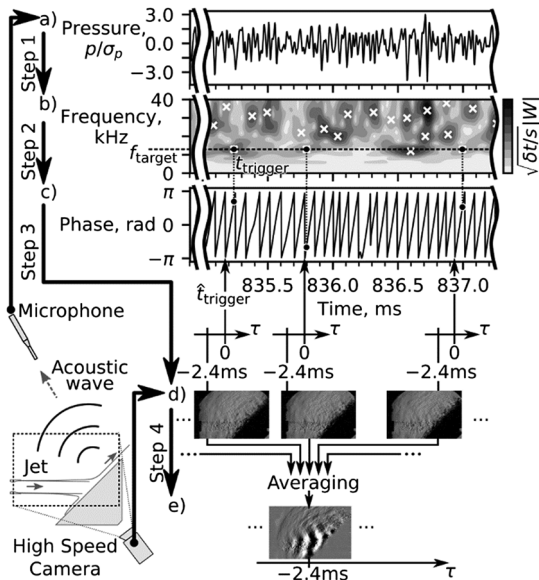 a) Pressure, p/σp
3.0
0.0
−3.0
Step 1
b) Frequency, kHz
40
ftarget
0
ttrigger
√δt/s|W|
Step 2
c)
Phase, rad
π
0
−π
Step 3
835.5 836.0 836.5 837.0
t̂trigger
Time, ms
Microphone
τ τ τ
0 0 0
−2.4ms −2.4ms −2.4ms
Acoustic wave
d)
... ...
Step 4
.... ....
Jet
Averaging
e)
... ...
High Speed Camera
−2.4ms
τ